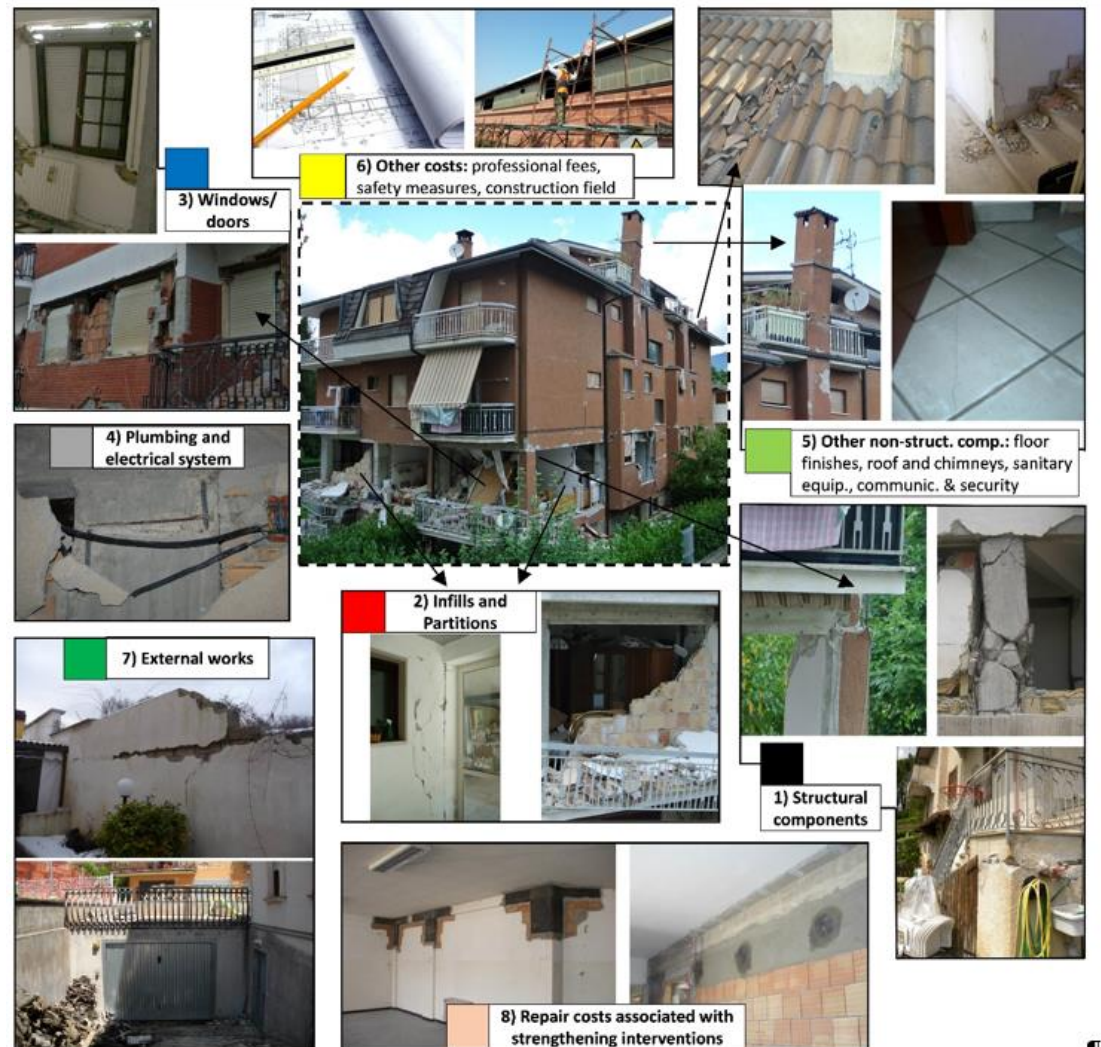 6) Other costs: professional fees,
safety measures, construction field
3) Windows/
doors
4) Plumbing and
electrical system
5) Other non-struct. comp.: floor
finishes, roof and chimneys, sanitary
equip., communic. & security
2) Infills and
Partitions
7) External works
1) Structural
components
8) Repair costs associated with
strengthening interventions
¶